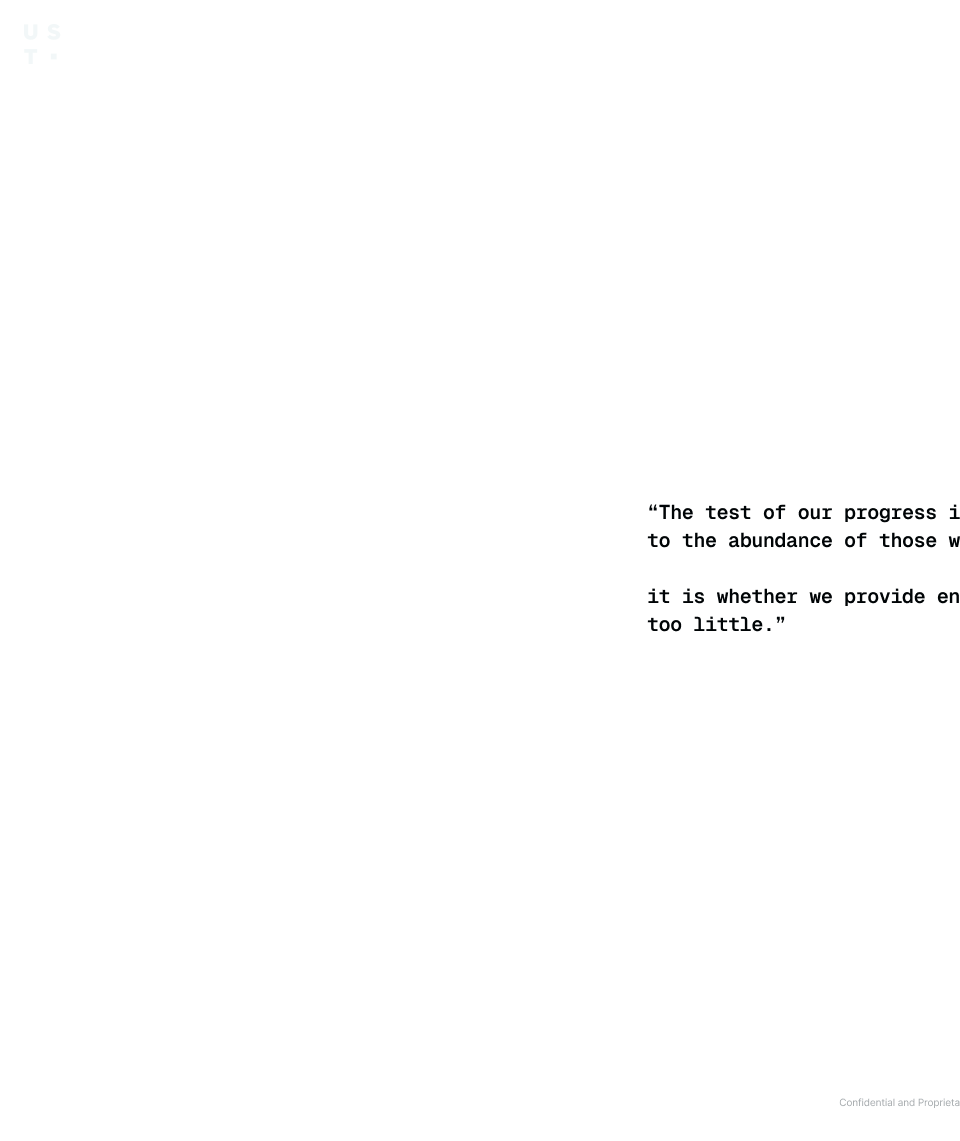 U S
T
“The test of our progress i
to the abundance of those w
it is whether we provide en
too little.”
Confidential and Proprieta